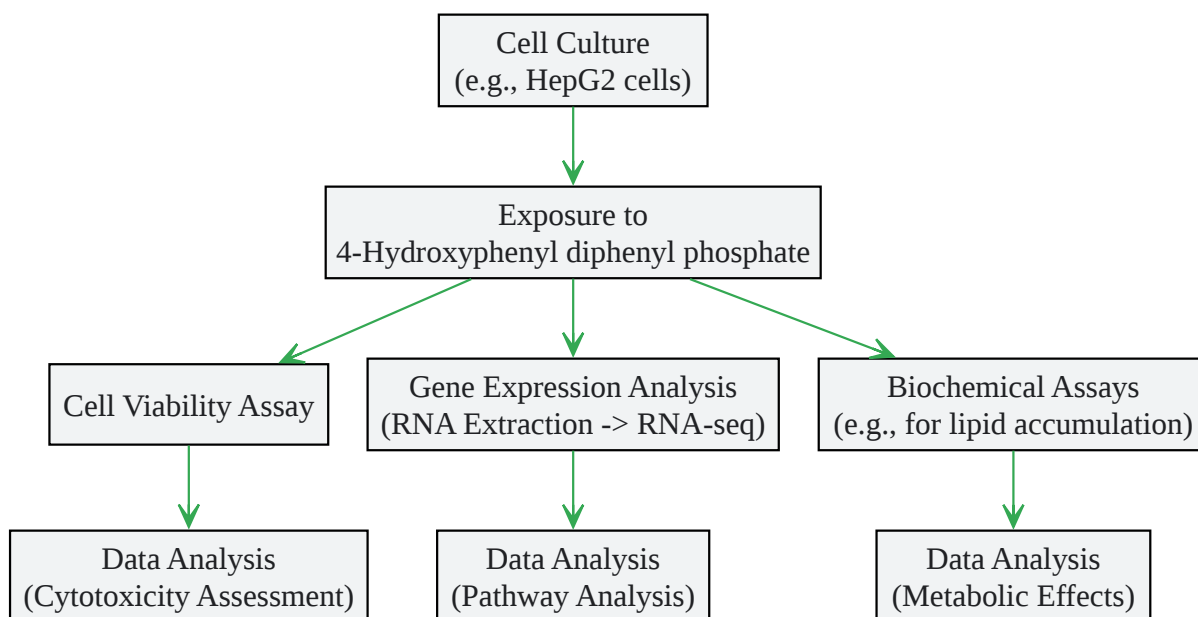 Cell Culture
(e.g., HepG2 cells)
Exposure to
4-Hydroxyphenyl diphenyl phosphate
Cell Viability Assay
Gene Expression Analysis
(RNA Extraction -> RNA-seq)
Biochemical Assays
(e.g., for lipid accumulation)
Data Analysis
(Cytotoxicity Assessment)
Data Analysis
(Pathway Analysis)
Data Analysis
(Metabolic Effects)